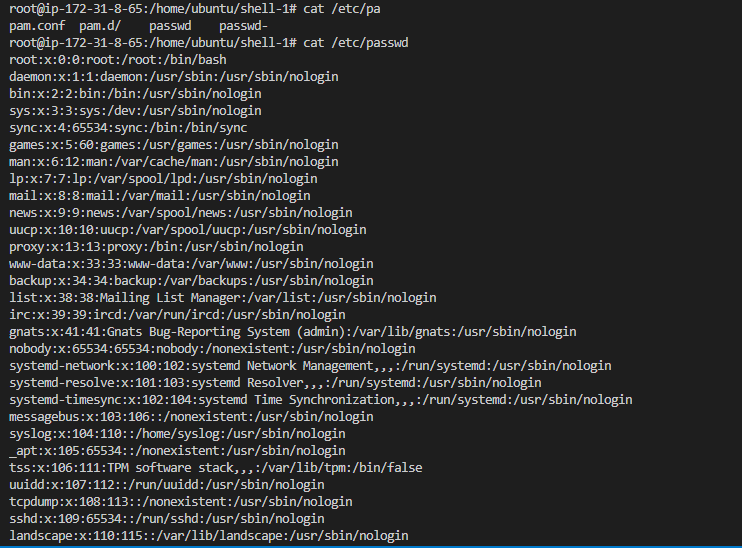 root@ip-172-31-8-65:/home/ubuntu/shell-1# cat /etc/pa
pam.conf  pam.d/    passwd    passwd-
root@ip-172-31-8-65:/home/ubuntu/shell-1# cat /etc/passwd
root:x:0:0:root:/root:/bin/bash
daemon:x:1:1:daemon:/usr/sbin:/usr/sbin/nologin
bin:x:2:2:bin:/bin:/usr/sbin/nologin
sys:x:3:3:sys:/dev:/usr/sbin/nologin
sync:x:4:65534:sync:/bin:/bin/sync
games:x:5:60:games:/usr/games:/usr/sbin/nologin
man:x:6:12:man:/var/cache/man:/usr/sbin/nologin
lp:x:7:7:lp:/var/spool/lpd:/usr/sbin/nologin
mail:x:8:8:mail:/var/mail:/usr/sbin/nologin
news:x:9:9:news:/var/spool/news:/usr/sbin/nologin
uucp:x:10:10:uucp:/var/spool/uucp:/usr/sbin/nologin
proxy:x:13:13:proxy:/bin:/usr/sbin/nologin
www-data:x:33:33:www-data:/var/www:/usr/sbin/nologin
backup:x:34:34:backup:/var/backups:/usr/sbin/nologin
list:x:38:38:Mailing List Manager:/var/list:/usr/sbin/nologin
irc:x:39:39:ircd:/var/run/ircd:/usr/sbin/nologin
gnats:x:41:41:Gnats Bug-Reporting System (admin):/var/lib/gnats:/usr/sbin/nologin
nobody:x:65534:65534:nobody:/nonexistent:/usr/sbin/nologin
systemd-network:x:100:102:systemd Network Management,,,:/run/systemd:/usr/sbin/nologin
systemd-resolve:x:101:103:systemd Resolver,,,:/run/systemd:/usr/sbin/nologin
systemd-timesync:x:102:104:systemd Time Synchronization,,,:/run/systemd:/usr/sbin/nologin
messagebus:x:103:106::/nonexistent:/usr/sbin/nologin
syslog:x:104:110::/home/syslog:/usr/sbin/nologin
_apt:x:105:65534::/nonexistent:/usr/sbin/nologin
tss:x:106:111:TPM software stack,,,:/var/lib/tpm:/bin/false
uuidd:x:107:112::/run/uuidd:/usr/sbin/nologin
tcpdump:x:108:113::/nonexistent:/usr/sbin/nologin
sshd:x:109:65534::/run/sshd:/usr/sbin/nologin
landscape:x:110:115::/var/lib/landscape:/usr/sbin/nologin